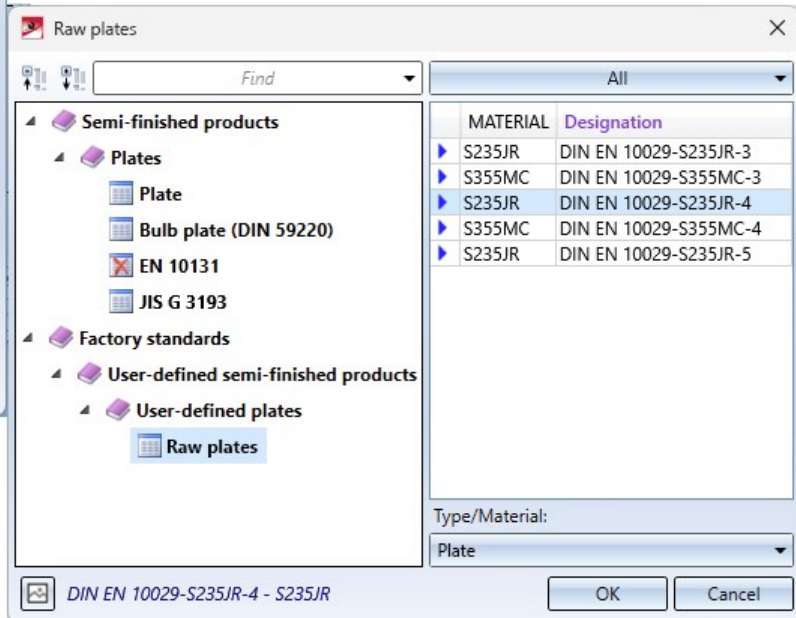 Raw plates
Find
All
Semi-finished products
Plates
Plate
Bulb plate (DIN 59220)
EN 10131
JIS G 3193
Factory standards
User-defined semi-finished products
User-defined plates
Raw plates
MATERIAL Designation
S235JR DIN EN 10029-S235JR-3
S355MC DIN EN 10029-S355MC-3
S235JR DIN EN 10029-S235JR-4
S355MC DIN EN 10029-S355MC-4
S235JR DIN EN 10029-S235JR-5
Type/Material:
Plate
DIN EN 10029-S235JR-4 - S235JR
OK
Cancel